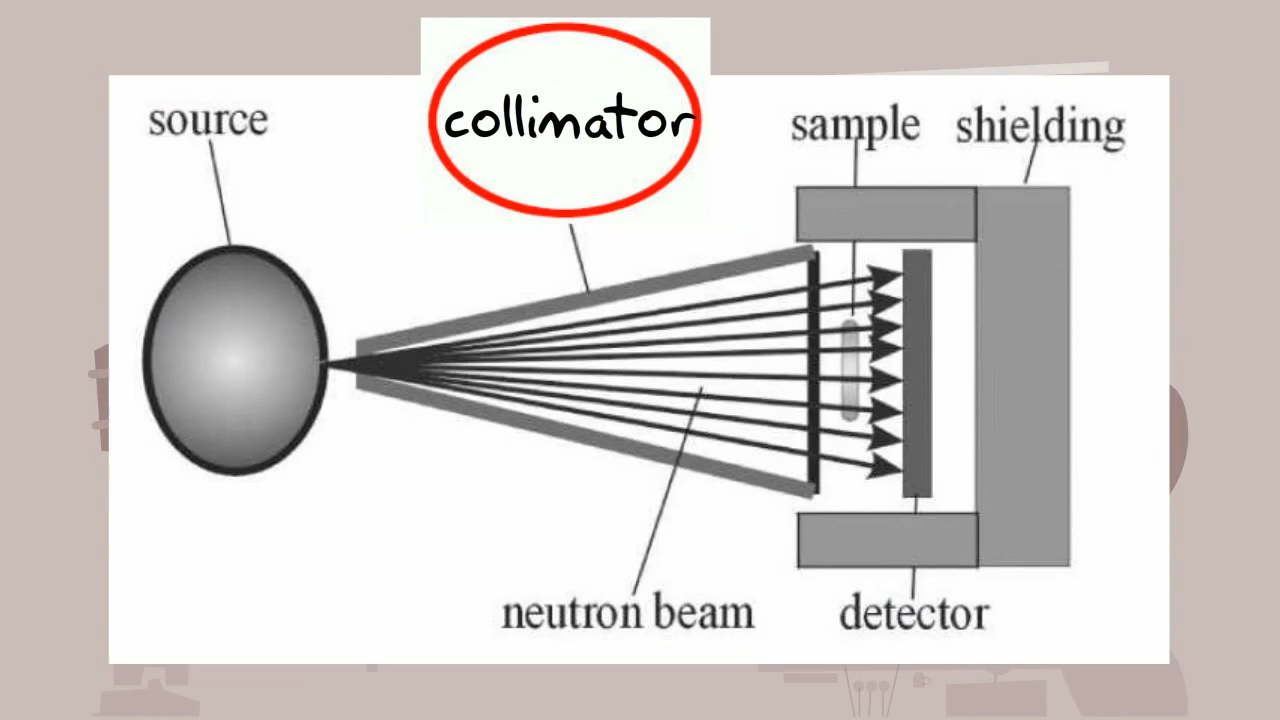 source
collimator
sample
shielding
neutron beam
detector